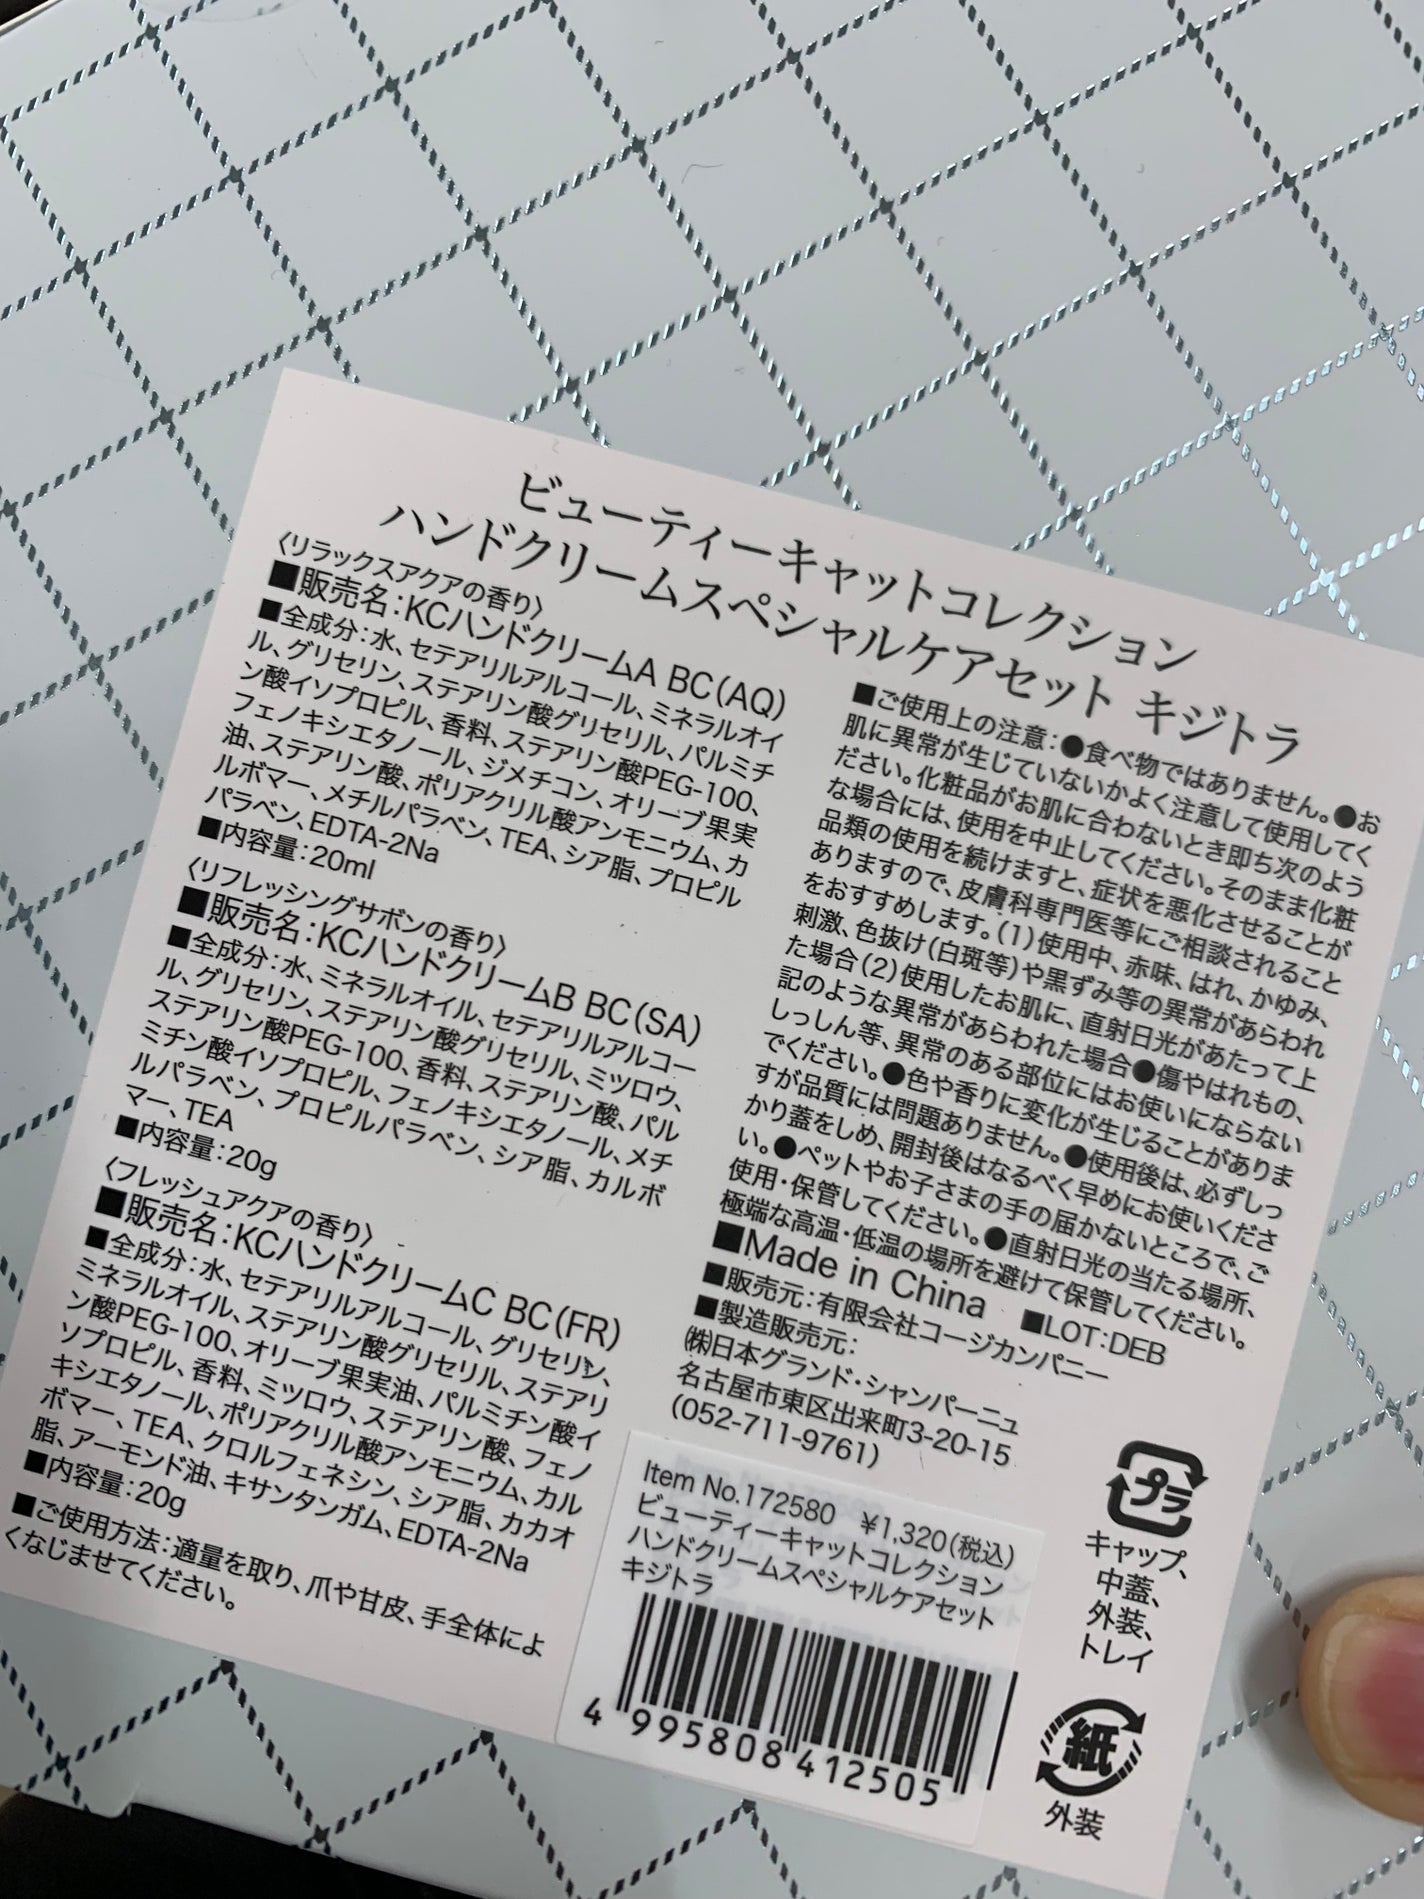 ビューティーキャットコレクション
ハンドクリームスペシャルケアセット キジトラ
〈リラックスアクアの香り〉
■販売名：KCハンドクリームA BC（AQ）
■全成分：水、セテアリルアルコール、ミネラルオイ
ル、グリセリン、ステアリン酸グリセリル、パルミチ
ン酸イソプロピル、香料、ステアリン酸PEG-100、
フェノキシエタノール、ジメチコン、オリーブ果実
油、ステアリン酸、ポリアクリル酸アンモニウム、カ
ルボマー、メチルパラベン、TEA、シア脂、プロピル
パラベン、EDTA-2Na
■内容量：20ml
〈リフレッシングサボンの香り〉
■販売名：KCハンドクリームB BC（SA）
■全成分：水、ミネラルオイル、セテアリルアルコー
ル、グリセリン、ステアリン酸グリセリル、ミツロウ、
ステアリン酸PEG-100、香料、ステアリン酸、パル
ミチン酸イソプロピル、フェノキシエタノール、メチ
ルパラベン、プロピルパラベン、シア脂、カルボ
マー、TEA
■内容量：20g
〈フレッシュアクアの香り〉
■販売名：KCハンドクリームC BC（FR）
■全成分：水、セテアリルアルコール、グリセリン、
ミネラルオイル、ステアリン酸グリセリル、ステアリ
ン酸PEG-100、オリーブ果実油、パルミチン酸イ
ソプロピル、香料、ミツロウ、ステアリン酸、フェノ
キシエタノール、ポリアクリル酸アンモニウム、カル
ボマー、TEA、クロルフェネシン、シア脂、カカオ
脂、アーモンド油、キサンタンガム、EDTA-2Na
■内容量：20g
■ご使用方法：適量を取り、爪や甘皮、手全体によ
くなじませてください。
■ご使用上の注意：●食べ物ではありません。●お
肌に異常が生じていないかよく注意して使用してく
ださい。化粧品がお肌に合わないとき即ち次のよう
な場合には、使用を中止してください。そのまま化粧
品類の使用を続けますと、症状を悪化させることが
ありますので、皮膚科専門医等にご相談されること
をおすすめします。（1）使用中、赤味、はれ、かゆみ、
刺激、色抜け（白斑等）や黒ずみ等の異常があらわれ
た場合（2）使用したお肌に、直射日光があたって上
記のような異常があらわれた場合●傷やはれもの、
しっしん等、異常のある部位にはお使いにならない
でください。●色や香りに変化が生じることがありま
すが品質には問題ありません。●使用後は、必ずしっ
かり蓋をしめ、開封後はなるべく早めにお使いくださ
い。●ペットやお子さまの手の届かないところで、ご
使用・保管してください。●直射日光の当たる場所、
極端な高温・低温の場所を避けて保管してください。
■Made in China ■LOT：DEB
■販売元：有限会社コージカンパニー
■製造販売元：
㈱日本グランド・シャンパーニュ
名古屋市東区出来町3-20-15
（052-711-9761）
Item No.172580 ¥1,320（税込）
ビューティーキャットコレクション
ハンドクリームスペシャルケアセット
キジトラ
4 995808 412505
プラ
キャップ、
中蓋、
外装、
トレイ
紙
外装